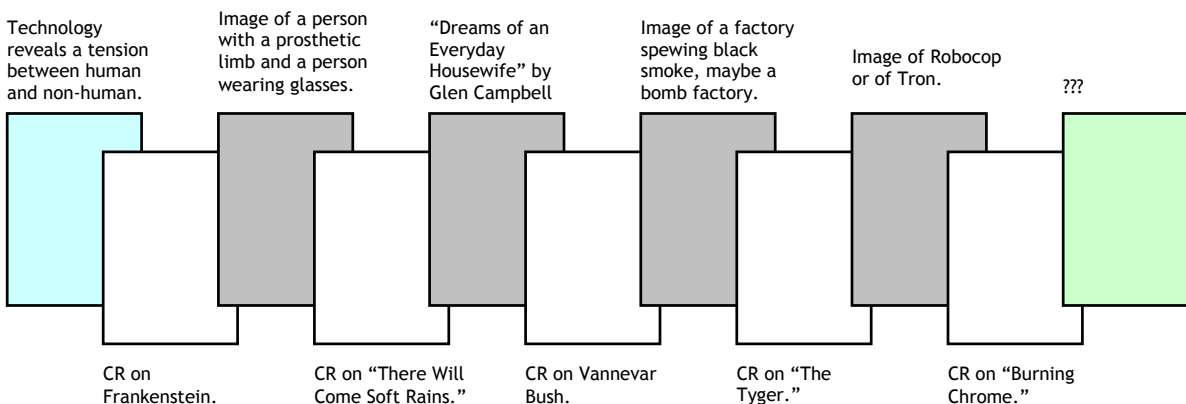 Technology
reveals a tension
between human
and non-human.
Image of a person
with a prosthetic
limb and a person
wearing glasses.
“Dreams of an
Everyday
Housewife” by
Glen Campbell
Image of a factory
spewing black
smoke, maybe a
bomb factory.
Image of Robocop
or of Tron.
???
CR on
Frankenstein.
CR on “There Will
Come Soft Rains.”
CR on Vannevar
Bush.
CR on “The
Tyger.”
CR on “Burning
Chrome.”